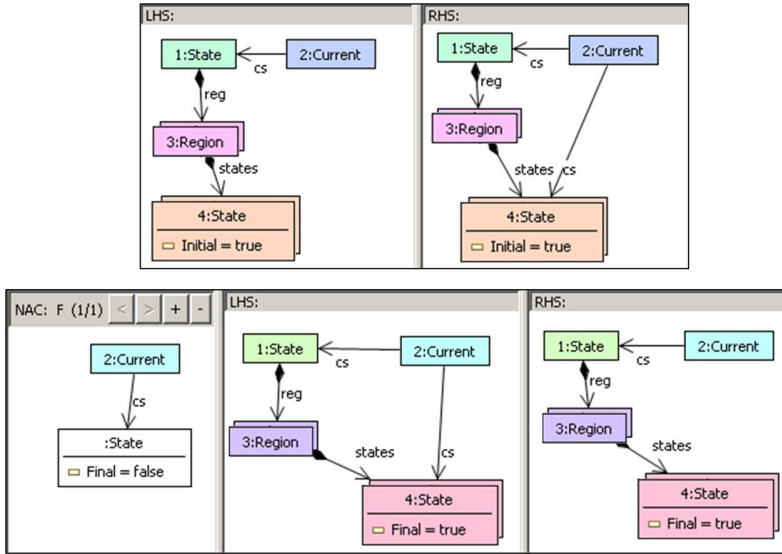 LHS:
RHS:
1:State
2:Current
cs
reg
3:Region
states
4:State
Initial = true
1:State
2:Current
cs
reg
3:Region
states
cs
4:State
Initial = true
NAC: F (1/1) < > + -
2:Current
cs
:State
Final = false
LHS:
1:State
2:Current
cs
reg
3:Region
states
cs
4:State
Final = true
RHS:
1:State
2:Current
cs
reg
3:Region
states
4:State
Final = true